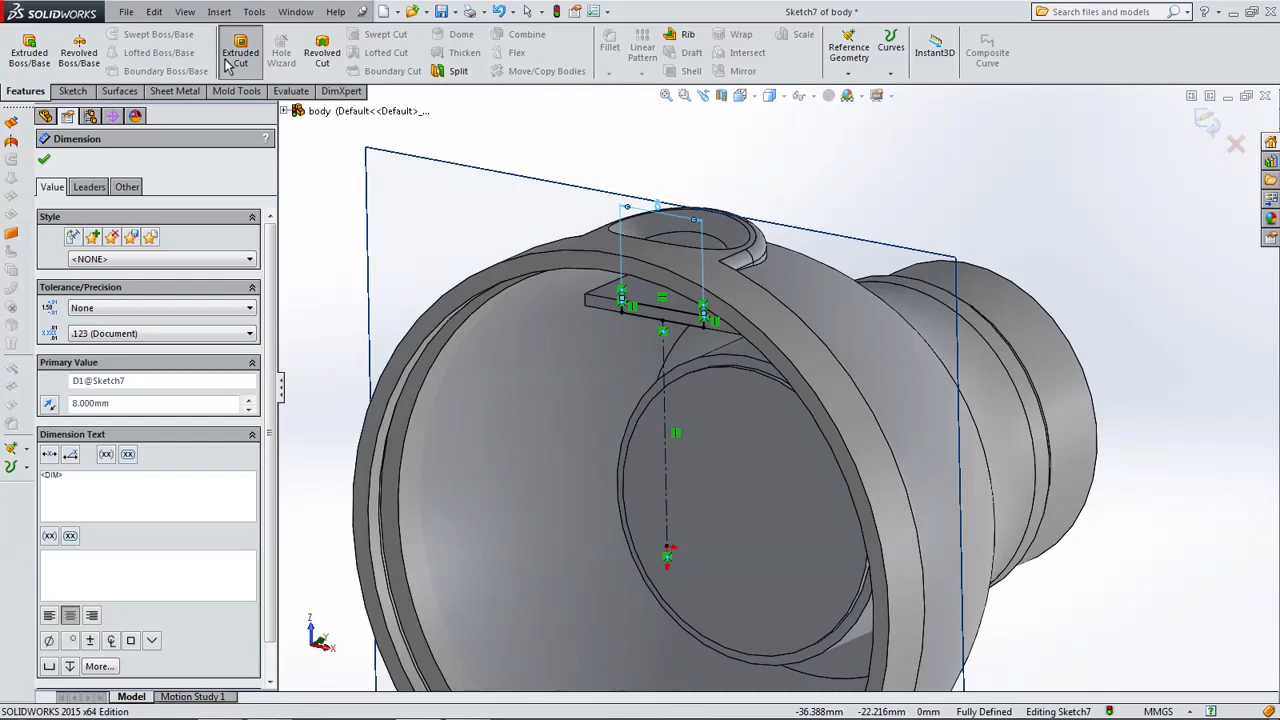 SOLIDWORKS File Edit View Insert Tools Window Help Sketch7 of body * Search files and models
Extruded Boss/Base Revolved Boss/Base Swept Boss/Base Lofted Boss/Base Boundary Boss/Base Extruded Cut Hole Wizard Revolved Cut Swept Cut Lofted Cut Boundary Cut Dome Thicken Split Combine Flex Move/Copy Bodies Fillet Linear Pattern Rib Draft Shell Wrap Intersect Mirror Scale Reference Geometry Curves Instant3D Composite Curve
Features Sketch Surfaces Sheet Metal Mold Tools Evaluate DimXpert
body (Default<<Default>_...
Dimension ?
Value Leaders Other
Style
<NONE>
Tolerance/Precision
None
.123 (Document)
Primary Value
D1@Sketch7
8.000mm
Dimension Text
(xx) (xx)
<DIM>
(xx) (xx)
More...
8
Z
Y
X
Model Motion Study 1
SOLIDWORKS 2015 x64 Edition -36.388mm -22.216mm 0mm Fully Defined Editing Sketch7 MMGS